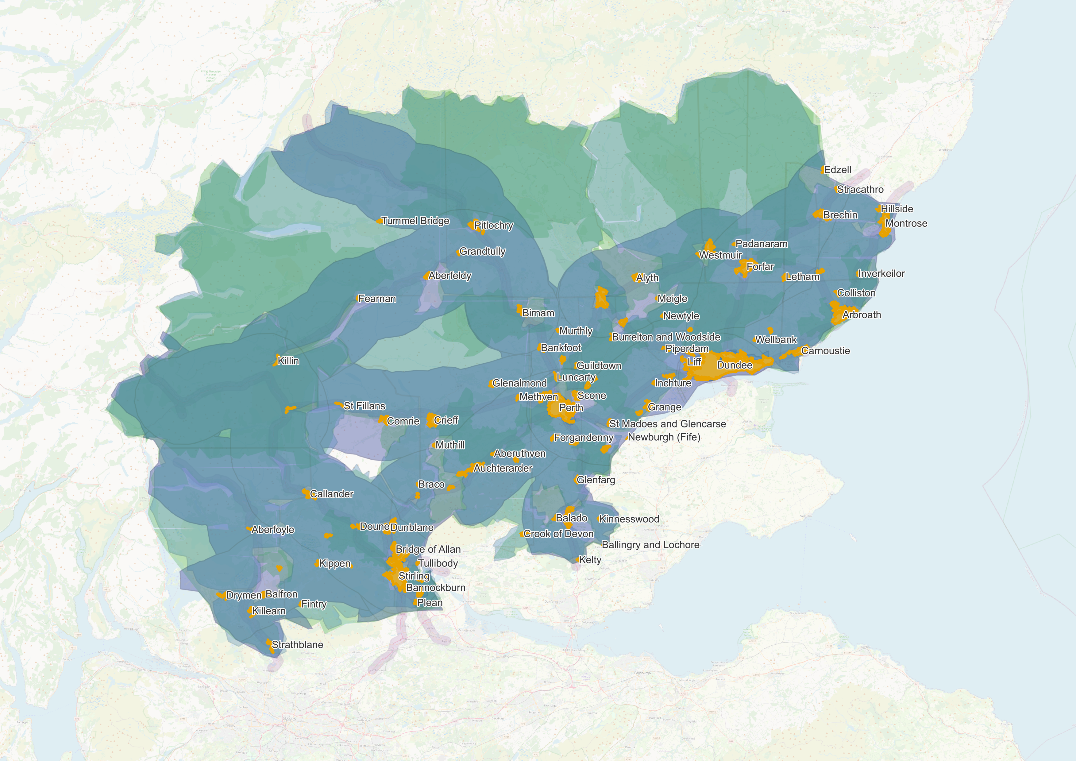 Edzell
Stracathro
Hillside
Brechin
Montrose
Tummel Bridge
Pitlochry
Padanaram
Westmuir
Grandtully
Forfar
Aberfeldy
Alyth
Letham
Inverkeilor
Colliston
Fearnan
Meigle
Birnam
Newtyle
Arbroath
Murthly
Burrelton and Woodside
Wellbank
Bankfoot
Piperdam
Carnoustie
Killin
Liff
Dundee
Guildtown
Luncarty
Glenalmond
Inchture
Methven
Scone
St Fillans
Perth
Grange
Comrie
Crieff
St Madoes and Glencarse
Forgandenny
Newburgh (Fife)
Muthill
Aberuthven
Auchterarder
Glenfarg
Braco
Callander
Balado
Kinnesswood
Aberfoyle
Doune
Dunblane
Crook of Devon
Ballingry and Lochore
Bridge of Allan
Kelty
Kippen
Tullibody
Stirling
Bannockburn
Drymen
Balfron
Plean
Fintry
Killearn
Strathblane